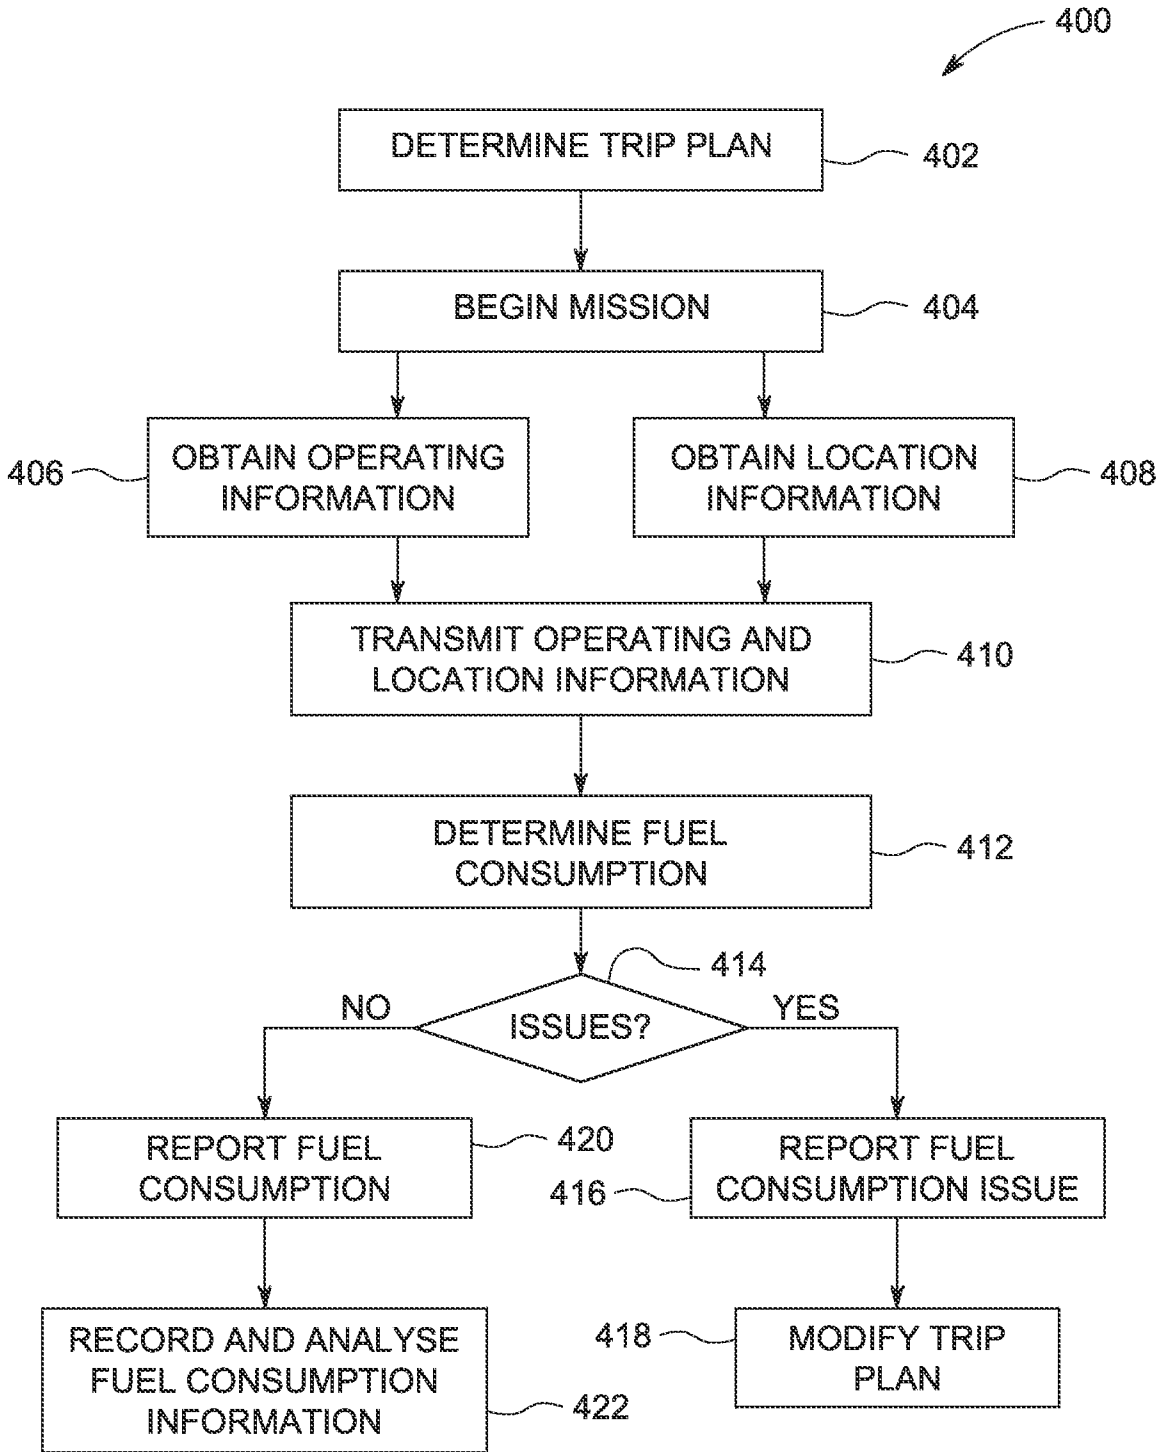 400
DETERMINE TRIP PLAN
402
BEGIN MISSION
404
406
OBTAIN OPERATING
INFORMATION
OBTAIN LOCATION
INFORMATION
408
TRANSMIT OPERATING AND
LOCATION INFORMATION
410
DETERMINE FUEL
CONSUMPTION
412
414
NO
ISSUES?
YES
REPORT FUEL
CONSUMPTION
420
416
REPORT FUEL
CONSUMPTION ISSUE
RECORD AND ANALYSE
FUEL CONSUMPTION
INFORMATION
422
418
MODIFY TRIP
PLAN